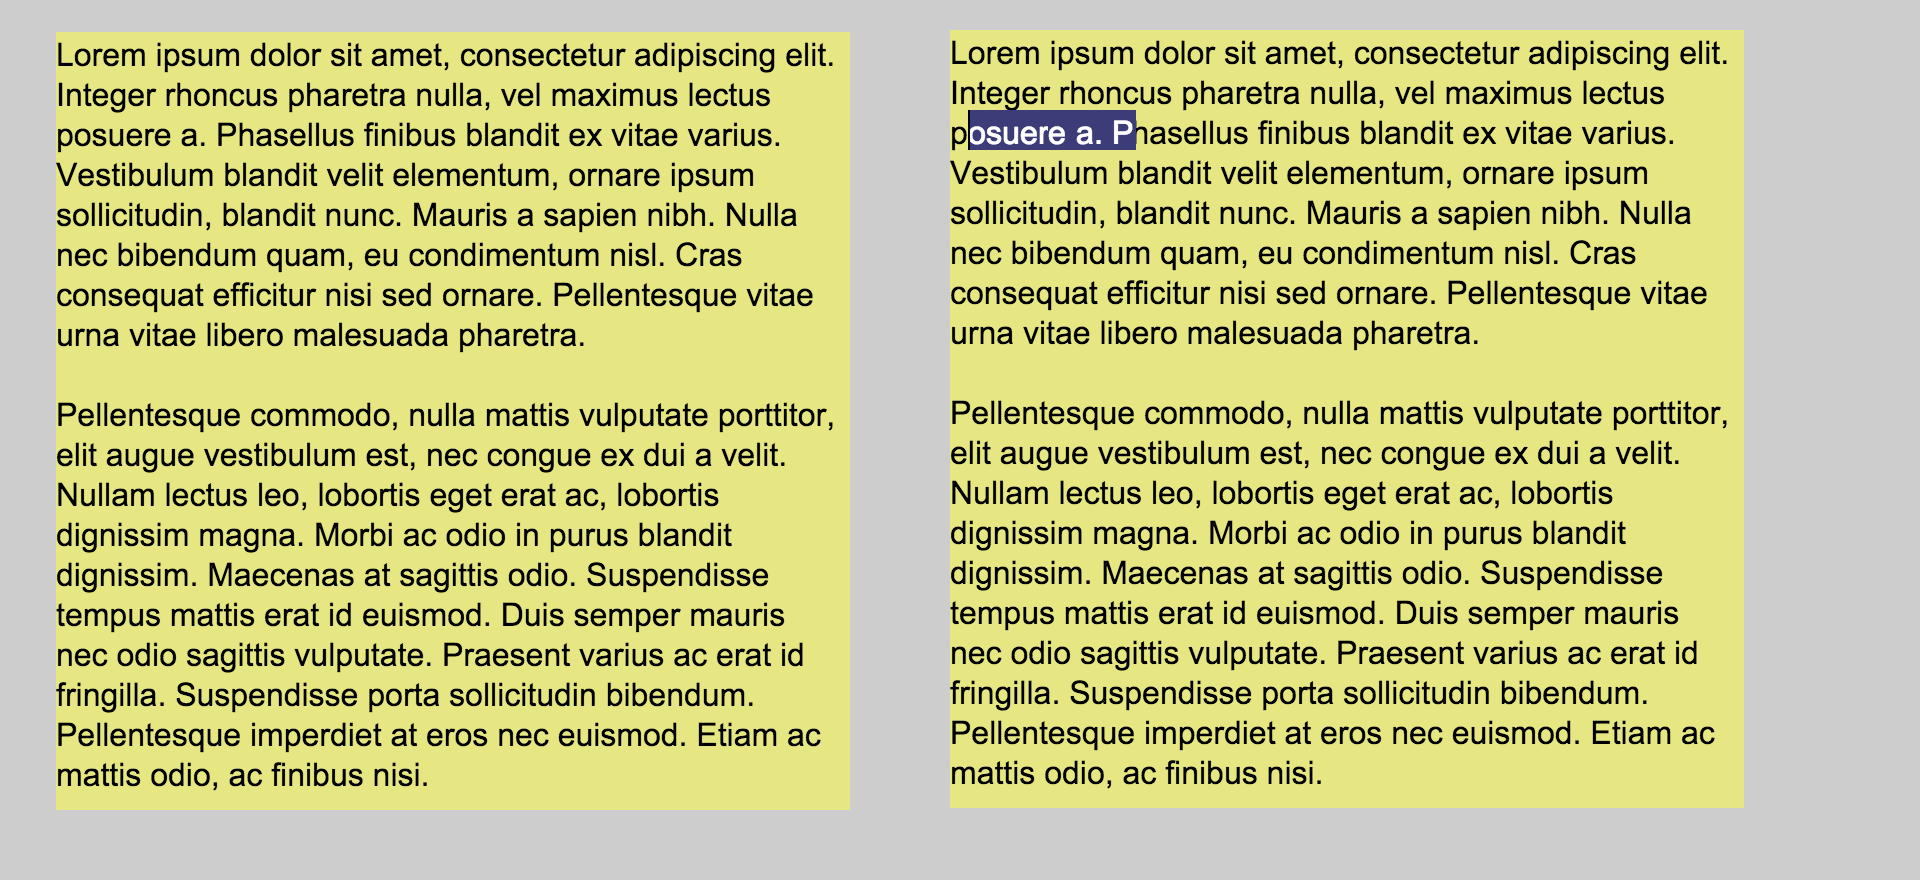 Lorem ipsum dolor sit amet, consectetur adipiscing elit.
Integer rhoncus pharetra nulla, vel maximus lectus
posuere a. Phasellus finibus blandit ex vitae varius.
Vestibulum blandit velit elementum, ornare ipsum
sollicitudin, blandit nunc. Mauris a sapien nibh. Nulla
nec bibendum quam, eu condimentum nisl. Cras
consequat efficitur nisi sed ornare. Pellentesque vitae
urna vitae libero malesuada pharetra.
Pellentesque commodo, nulla mattis vulputate porttitor,
elit augue vestibulum est, nec congue ex dui a velit.
Nullam lectus leo, lobortis eget erat ac, lobortis
dignissim magna. Morbi ac odio in purus blandit
dignissim. Maecenas at sagittis odio. Suspendisse
tempus mattis erat id euismod. Duis semper mauris
nec odio sagittis vulputate. Praesent varius ac erat id
fringilla. Suspendisse porta sollicitudin bibendum.
Pellentesque imperdiet at eros nec euismod. Etiam ac
mattis odio, ac finibus nisi.
Lorem ipsum dolor sit amet, consectetur adipiscing elit.
Integer rhoncus pharetra nulla, vel maximus lectus
posuere a. Phasellus finibus blandit ex vitae varius.
Vestibulum blandit velit elementum, ornare ipsum
sollicitudin, blandit nunc. Mauris a sapien nibh. Nulla
nec bibendum quam, eu condimentum nisl. Cras
consequat efficitur nisi sed ornare. Pellentesque vitae
urna vitae libero malesuada pharetra.
Pellentesque commodo, nulla mattis vulputate porttitor,
elit augue vestibulum est, nec congue ex dui a velit.
Nullam lectus leo, lobortis eget erat ac, lobortis
dignissim magna. Morbi ac odio in purus blandit
dignissim. Maecenas at sagittis odio. Suspendisse
tempus mattis erat id euismod. Duis semper mauris
nec odio sagittis vulputate. Praesent varius ac erat id
fringilla. Suspendisse porta sollicitudin bibendum.
Pellentesque imperdiet at eros nec euismod. Etiam ac
mattis odio, ac finibus nisi.